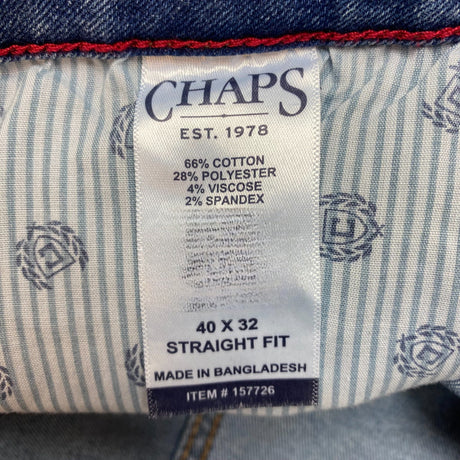 CHAPS
EST. 1978
66% COTTON
28% POLYESTER
4% VISCOSE
2% SPANDEX
40 X 32
STRAIGHT FIT
MADE IN BANGLADESH
ITEM # 157726